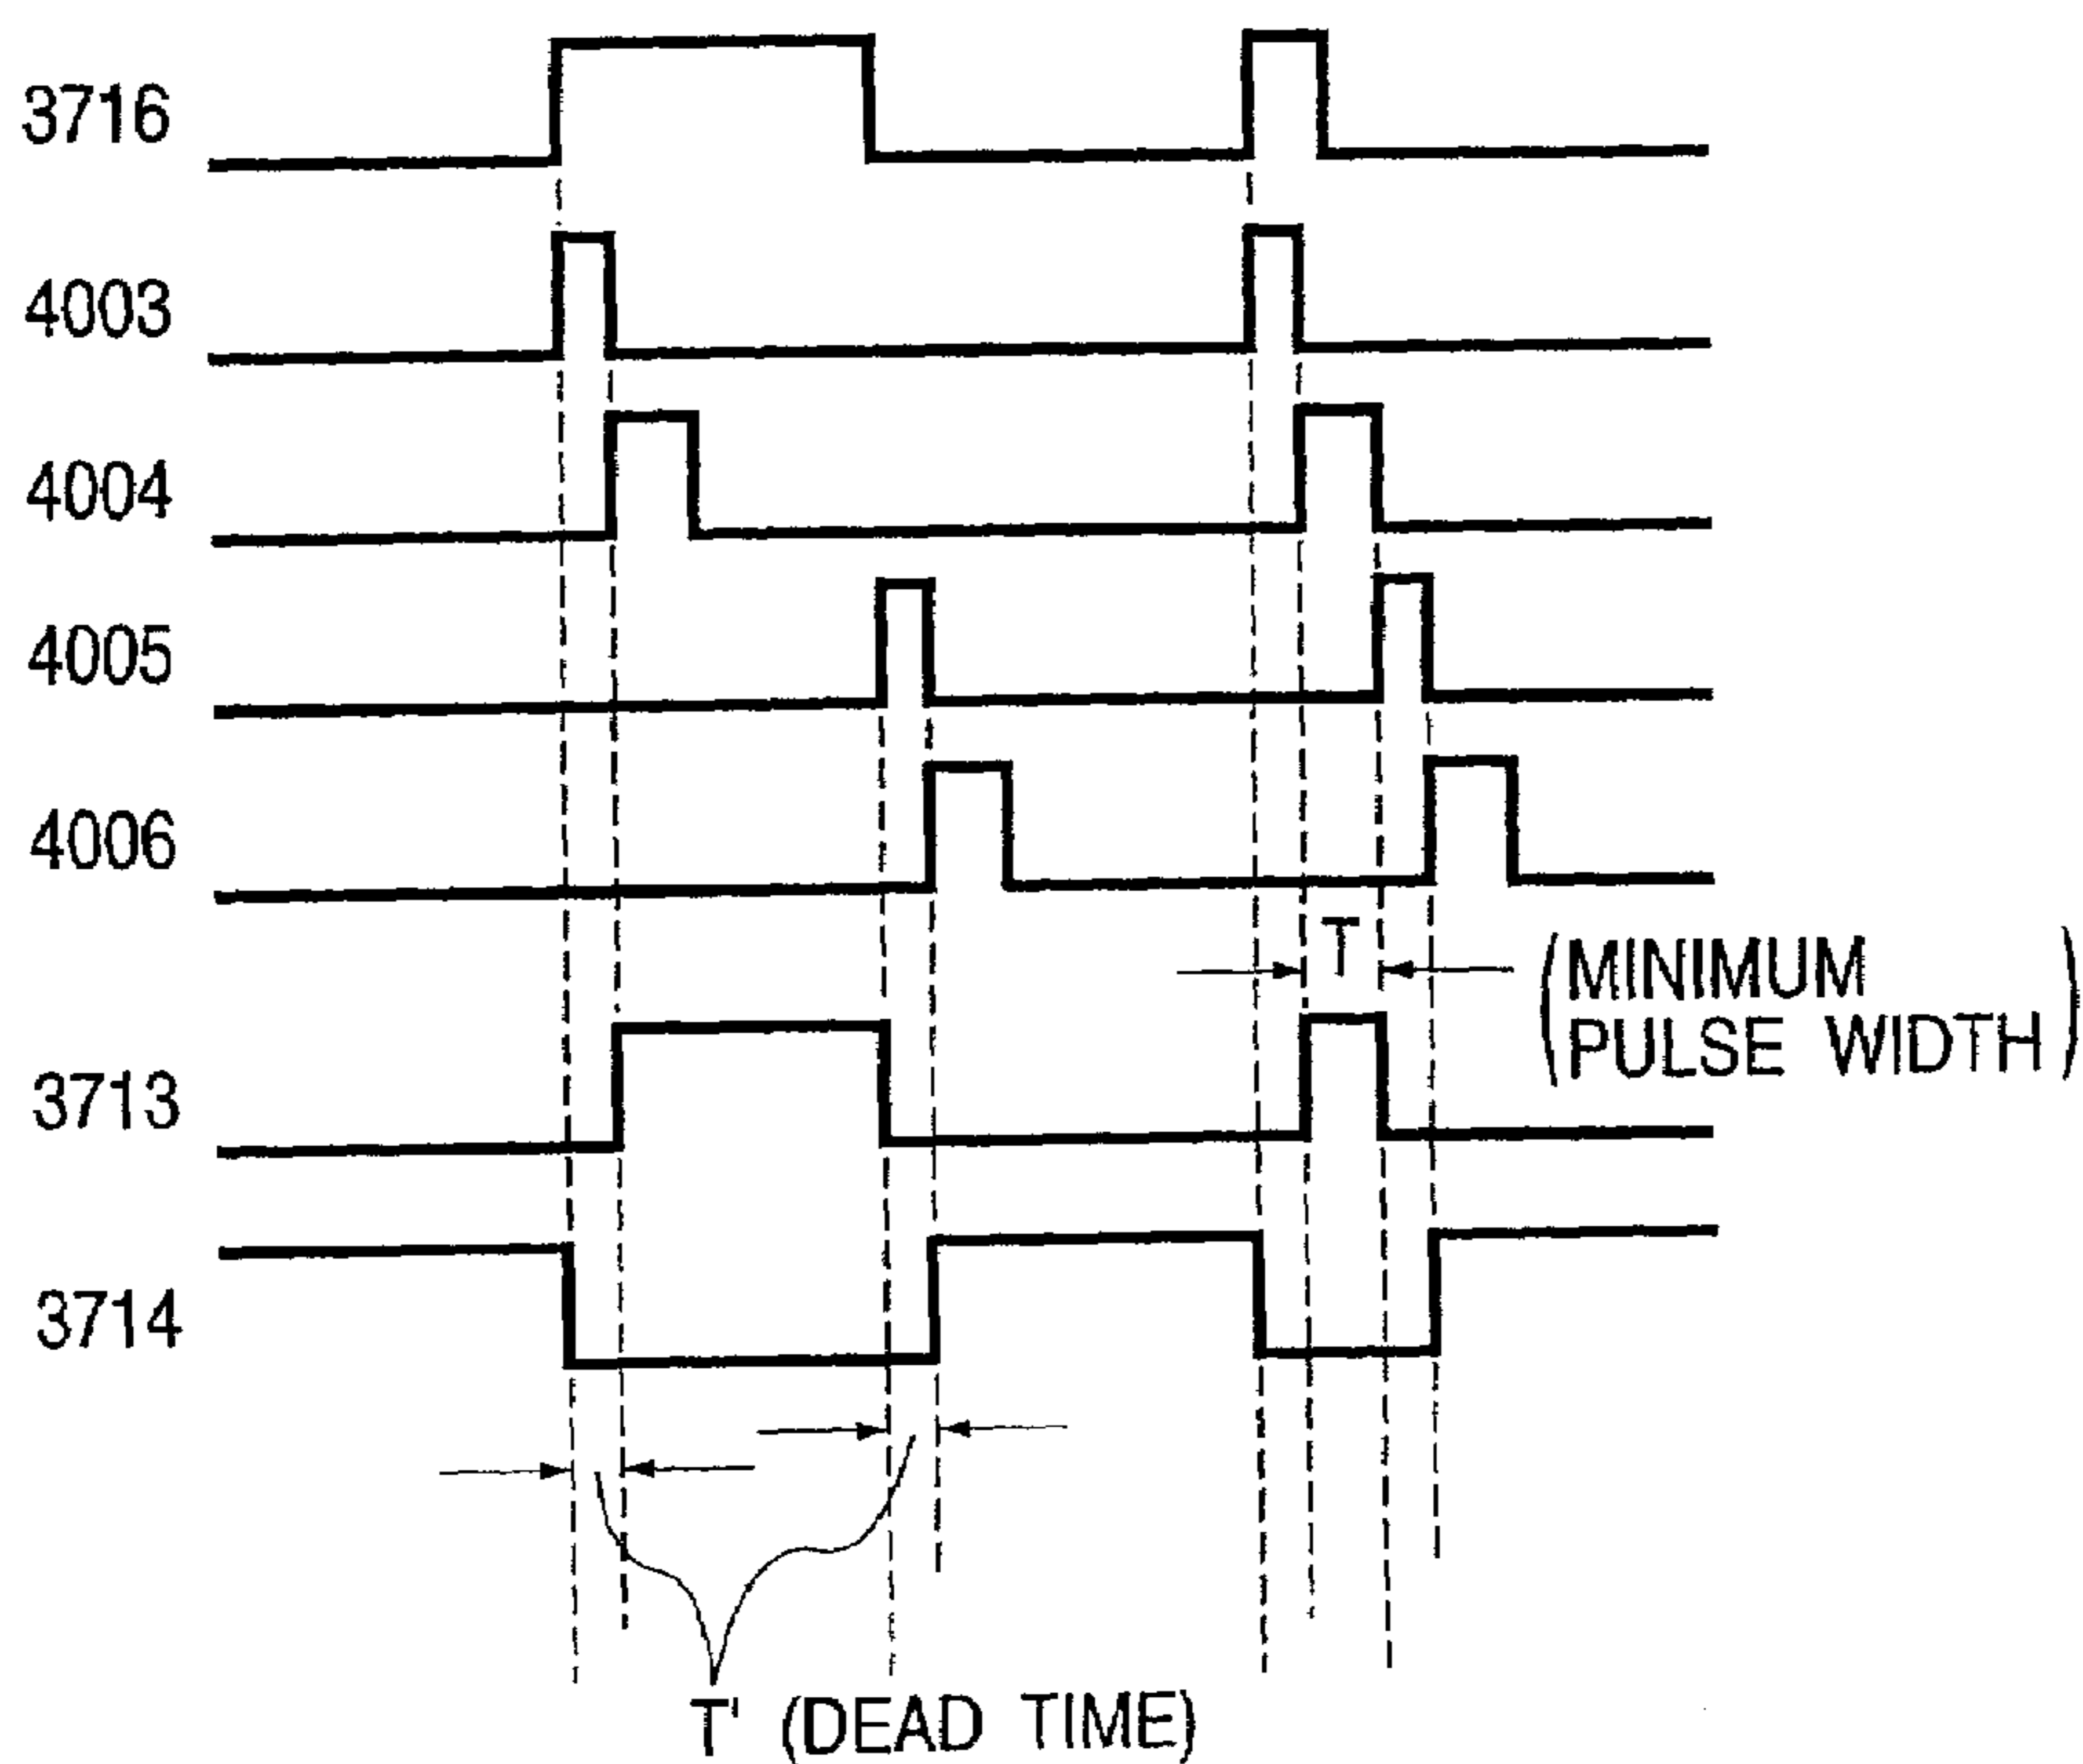 3716
4003
4004
4005
4006
T
(MINIMUM
PULSE WIDTH)
3713
3714
T' (DEAD TIME)